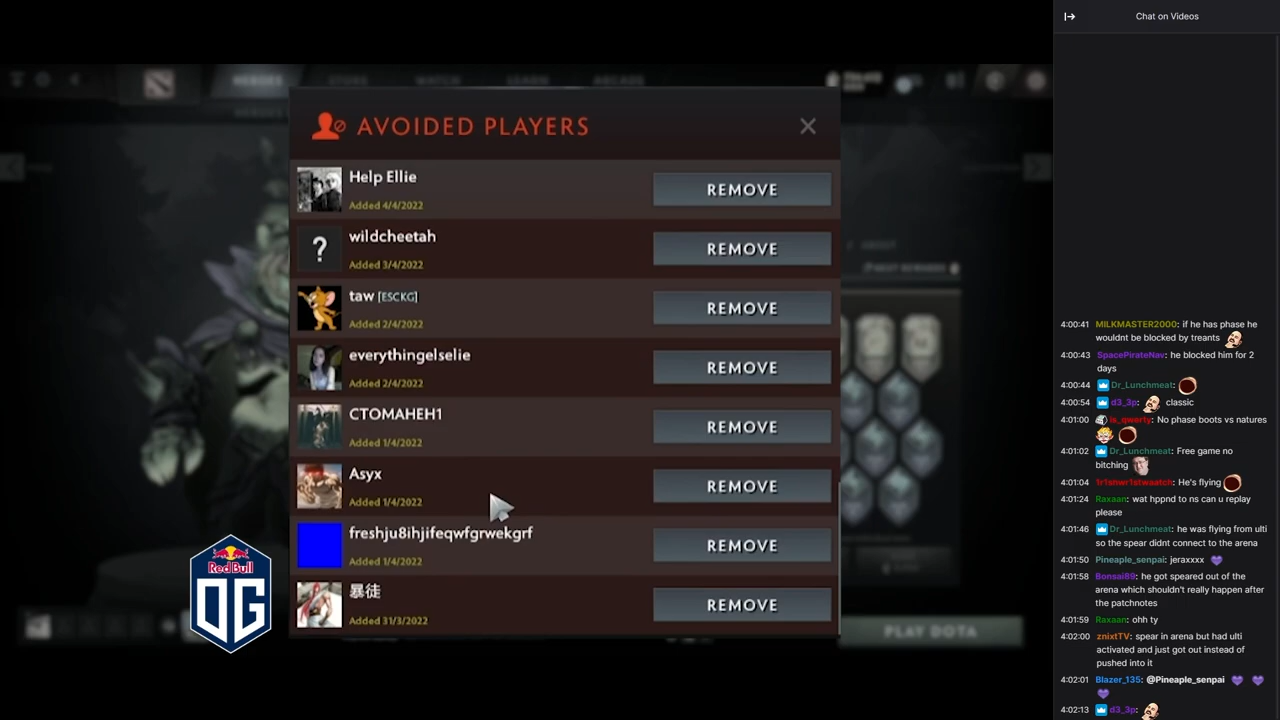 Chat on Videos
AVOIDED PLAYERS
Help Ellie
Added 4/4/2022
REMOVE
wildcheetah
Added 3/4/2022
REMOVE
taw [ESCKG]
Added 2/4/2022
REMOVE
everythingelselie
Added 2/4/2022
REMOVE
CTOMAHEH1
Added 1/4/2022
REMOVE
Asyx
Added 1/4/2022
REMOVE
freshju8ihjifeqwfgrwekgrf
Added 1/4/2022
REMOVE
暴徒
Added 31/3/2022
REMOVE
PLAY DOTA
Red Bull
OG
4:00:41 MILKMASTER2000: if he has phase he
wouldnt be blocked by treants
4:00:43 SpacePirateNav: he blocked him for 2
days
4:00:44 Dr_Lunchmeat:
4:00:54 d3_3p: classic
4:01:00 is_qwerty: No phase boots vs natures
4:01:02 Dr_Lunchmeat: Free game no
bitching
4:01:04 1r1shwr1stwaatch: He's flying
4:01:24 Raxaan: wat hppnd to ns can u replay
please
4:01:46 Dr_Lunchmeat: he was flying from ulti
so the spear didnt connect to the arena
4:01:50 Pineaple_senpai: jeraxxxx
4:01:58 Bonsai89: he got speared out of the
arena which shouldn't really happen after
the patchnotes
4:01:59 Raxaan: ohh ty
4:02:00 znixtTV: spear in arena but had ulti
activated and just got out instead of
pushed into it
4:02:01 Blazer_135: @Pineaple_senpai
4:02:13 d3_3p: